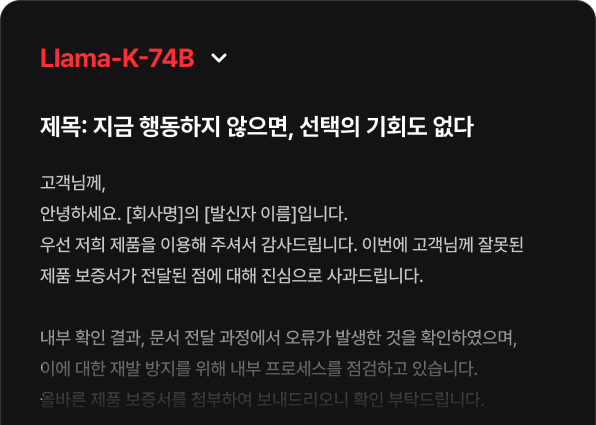 Llama-K-74B
제목: 지금 행동하지 않으면, 선택의 기회도 없다
고객님께,
안녕하세요. [회사명]의 [발신자 이름]입니다.
우선 저희 제품을 이용해 주셔서 감사드립니다. 이번에 고객님께 잘못된
제품 보증서가 전달된 점에 대해 진심으로 사과드립니다.
내부 확인 결과, 문서 전달 과정에서 오류가 발생한 것을 확인하였으며,
이에 대한 재발 방지를 위해 내부 프로세스를 점검하고 있습니다.
올바른 제품 보증서를 첨부하여 보내드리오니 확인 부탁드립니다.